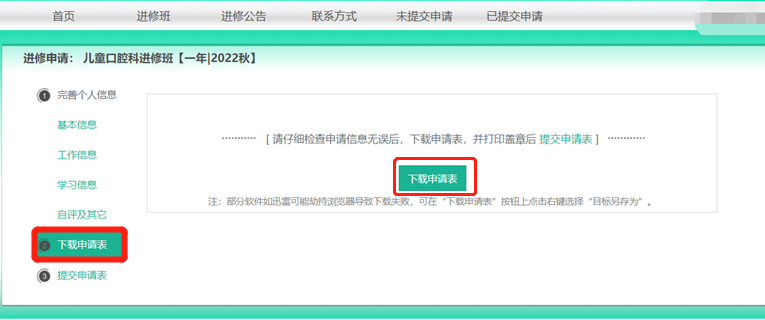 首页 进修班 进修公告 联系方式 未提交申请 已提交申请
进修申请： 儿童口腔科进修班【一年|2022秋】
1 完善个人信息
基本信息
工作信息
学习信息
自评及其它
2 下载申请表
3 提交申请表
----------- [ 请仔细检查申请信息无误后，下载申请表，并打印盖章后 提交申请表 ] ------------
下载申请表
注：部分软件如迅雷可能劫持浏览器导致下载失败，可在“下载申请表”按钮上点击右键选择“目标另存为”。